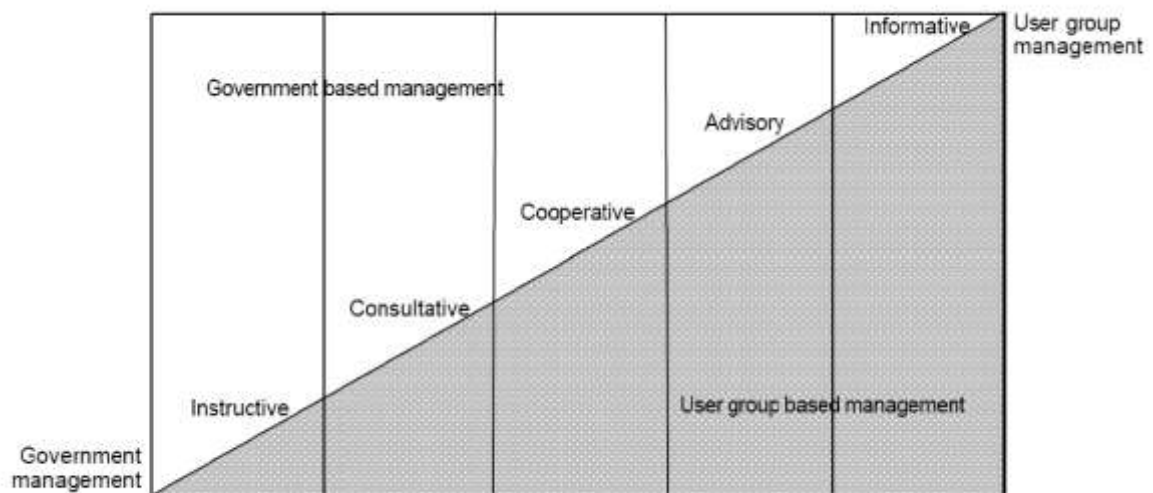 Informative
User group
management
Government based management
Advisory
Cooperative
Consultative
Instructive
User group based management
Government
management